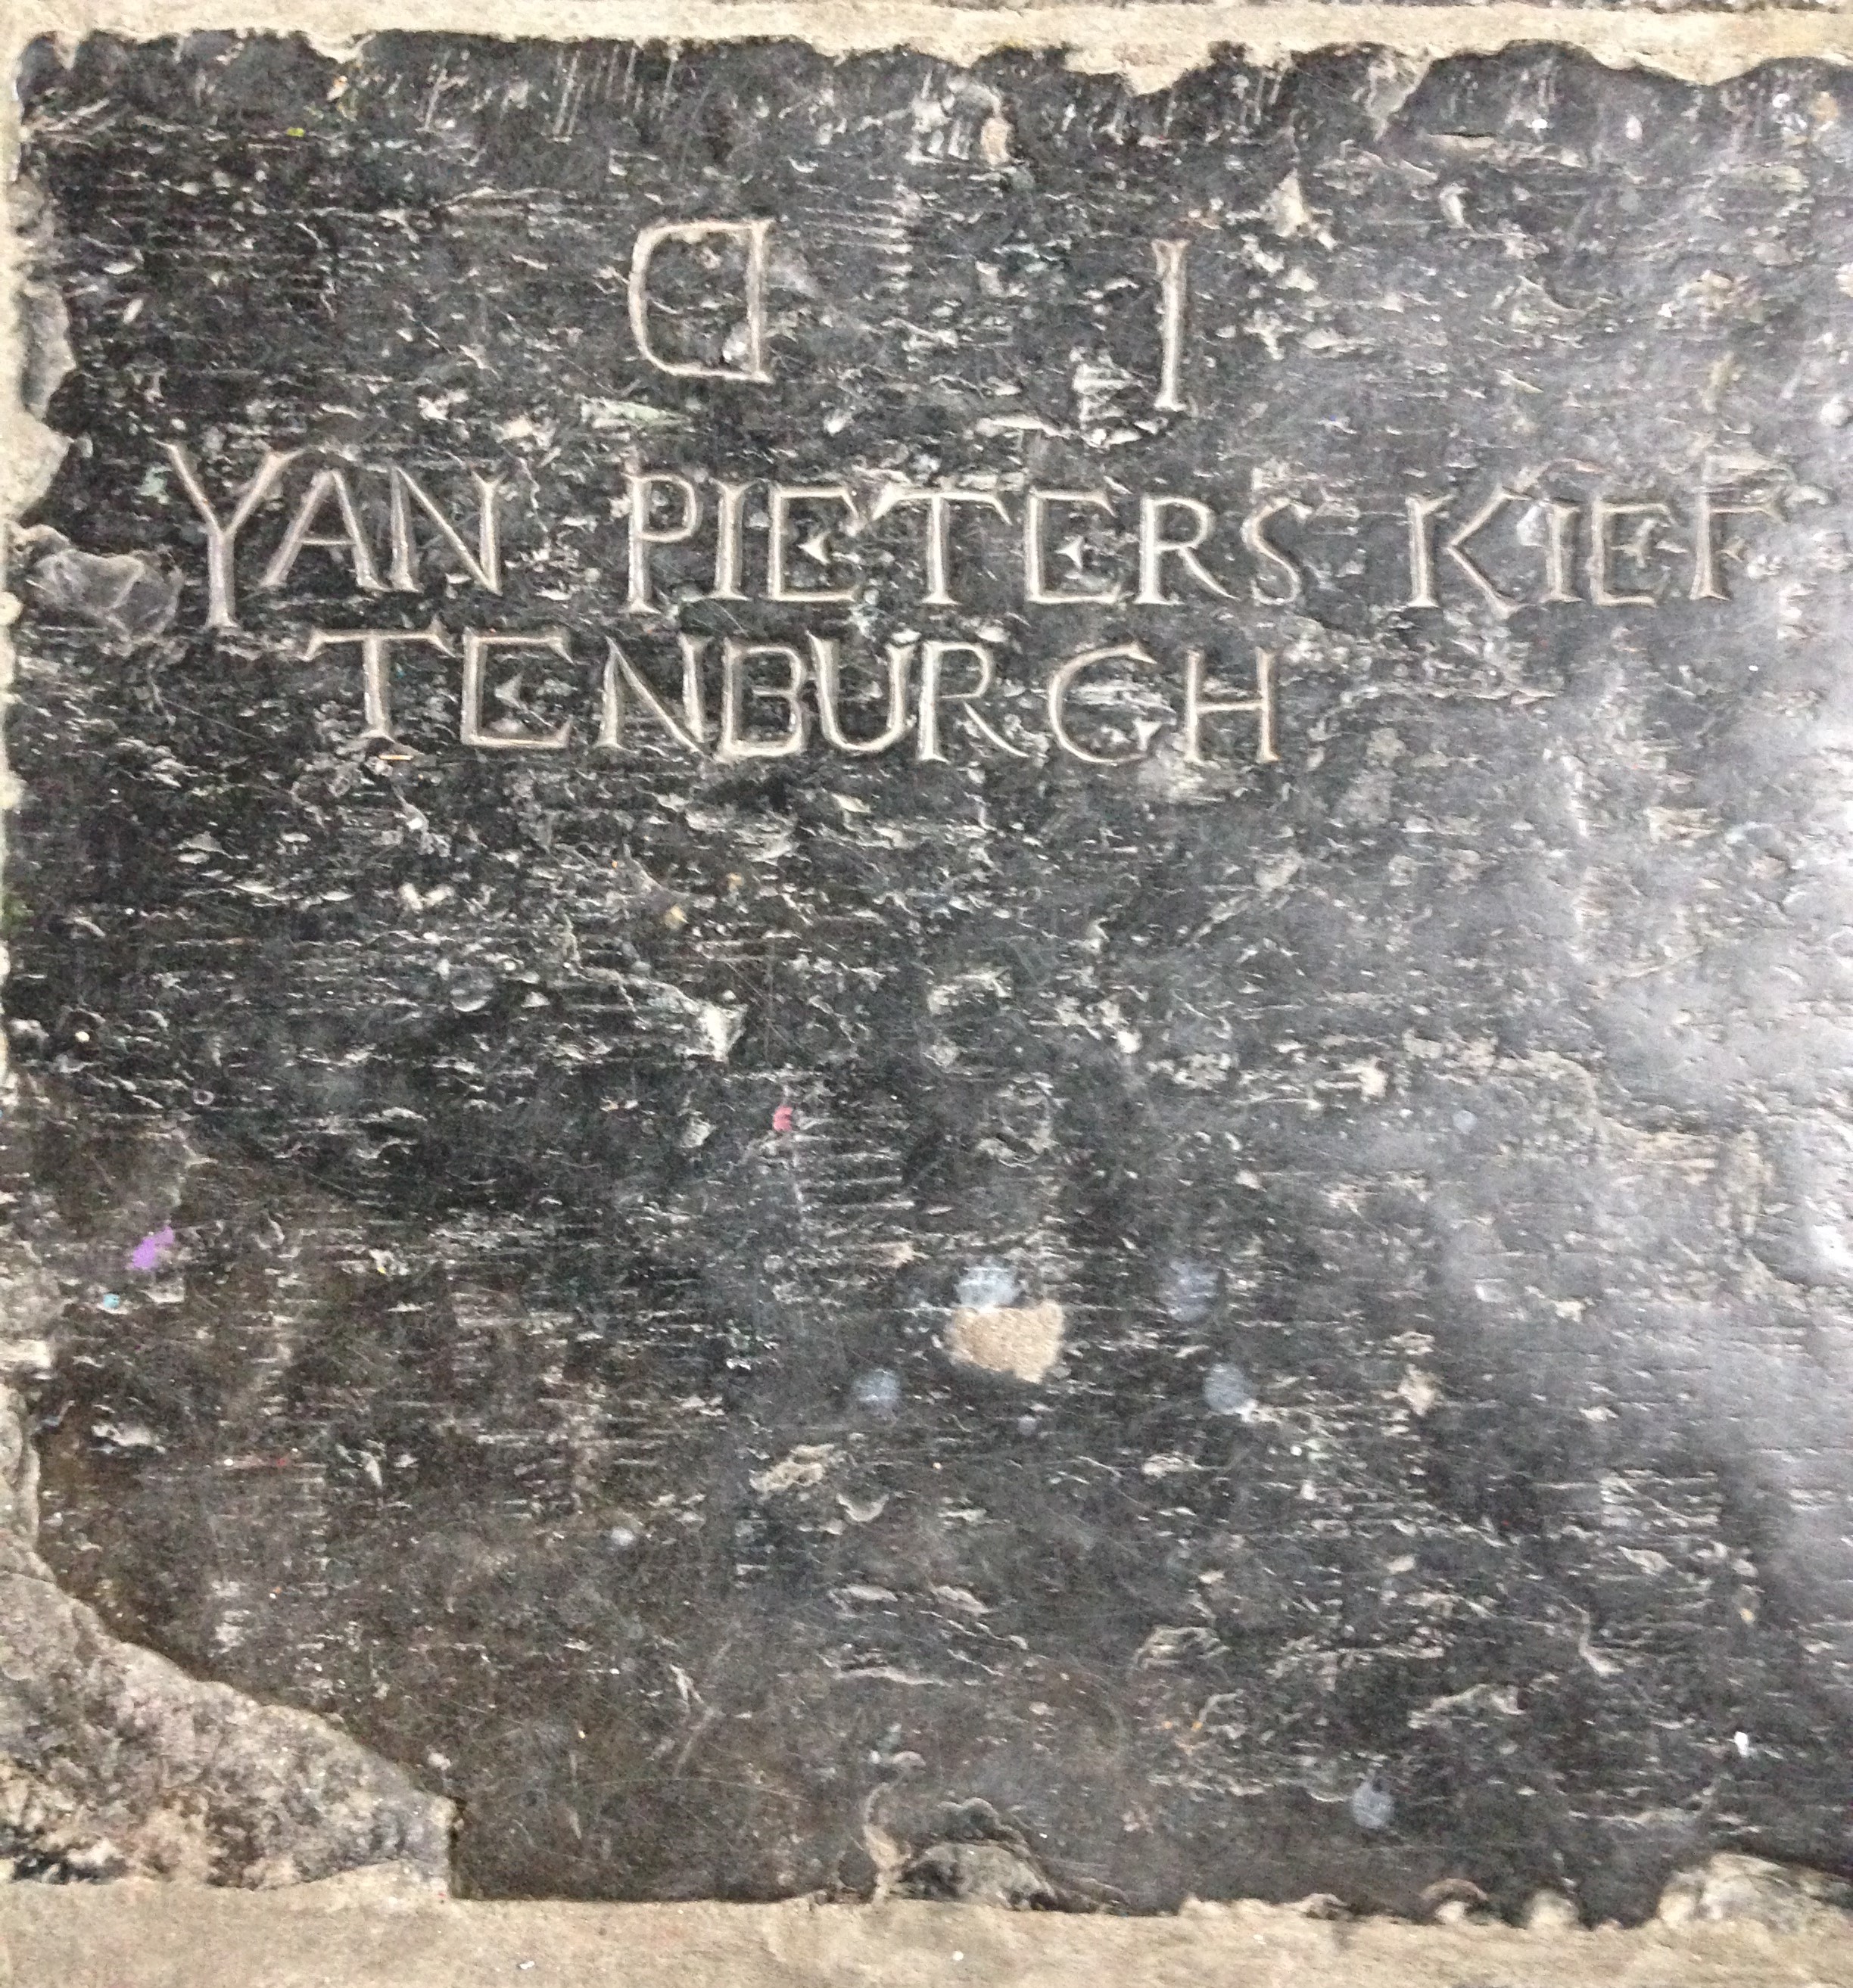 D I
YAN PIETERS KIEF
TENBURGH